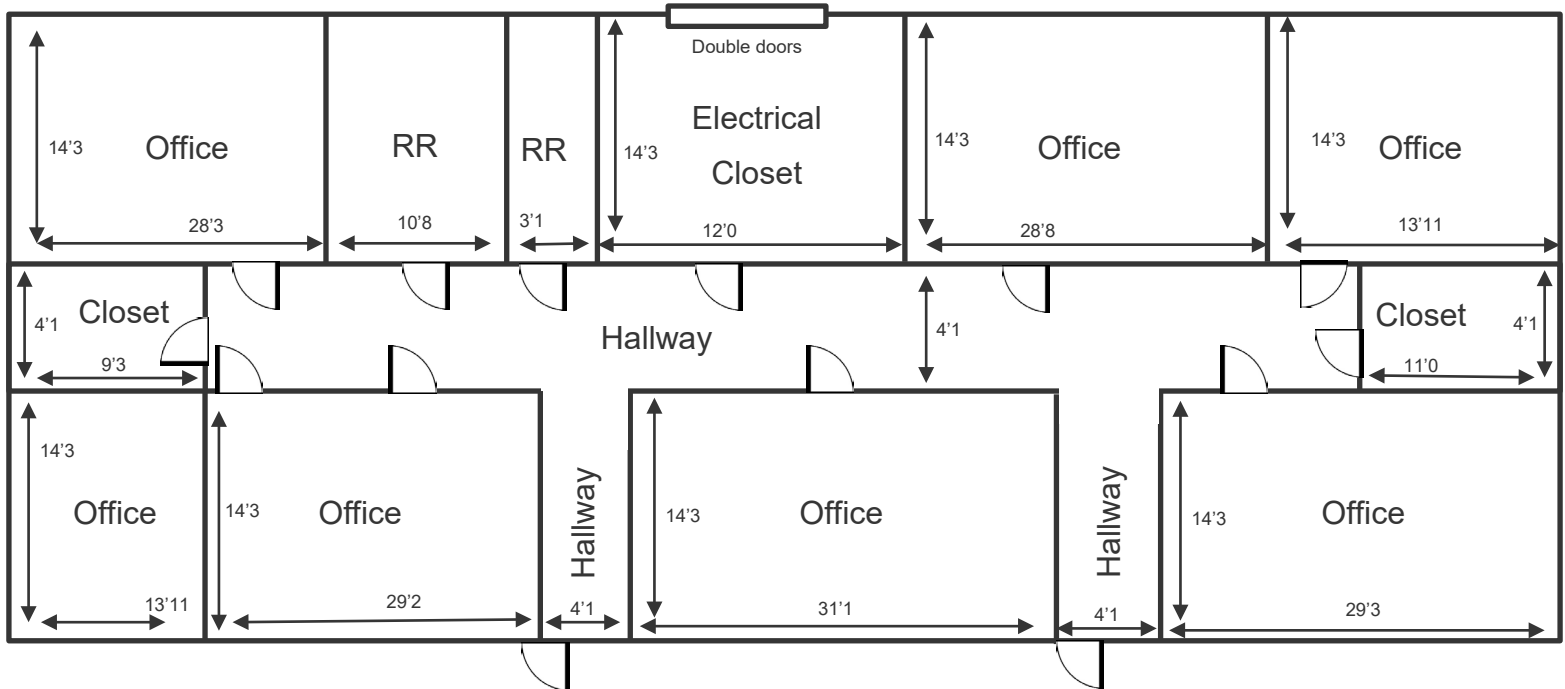 Double doors
14’3
Office
28’3
RR
10’8
RR
3’1
14’3
Electrical
Closet
12’0
14’3
Office
28’8
14’3
Office
13’11
4’1
Closet
9’3
Hallway
4’1
Closet
4’1
11’0
14’3
Office
13’11
14’3
Office
29’2
Hallway
4’1
14’3
Office
31’1
Hallway
4’1
14’3
Office
29’3